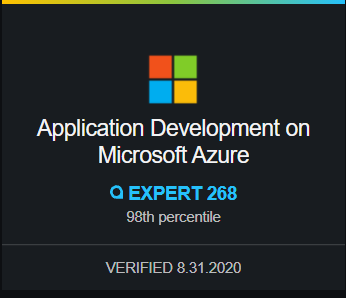 Application Development on
Microsoft Azure
EXPERT 268
98th percentile
VERIFIED 8.31.2020